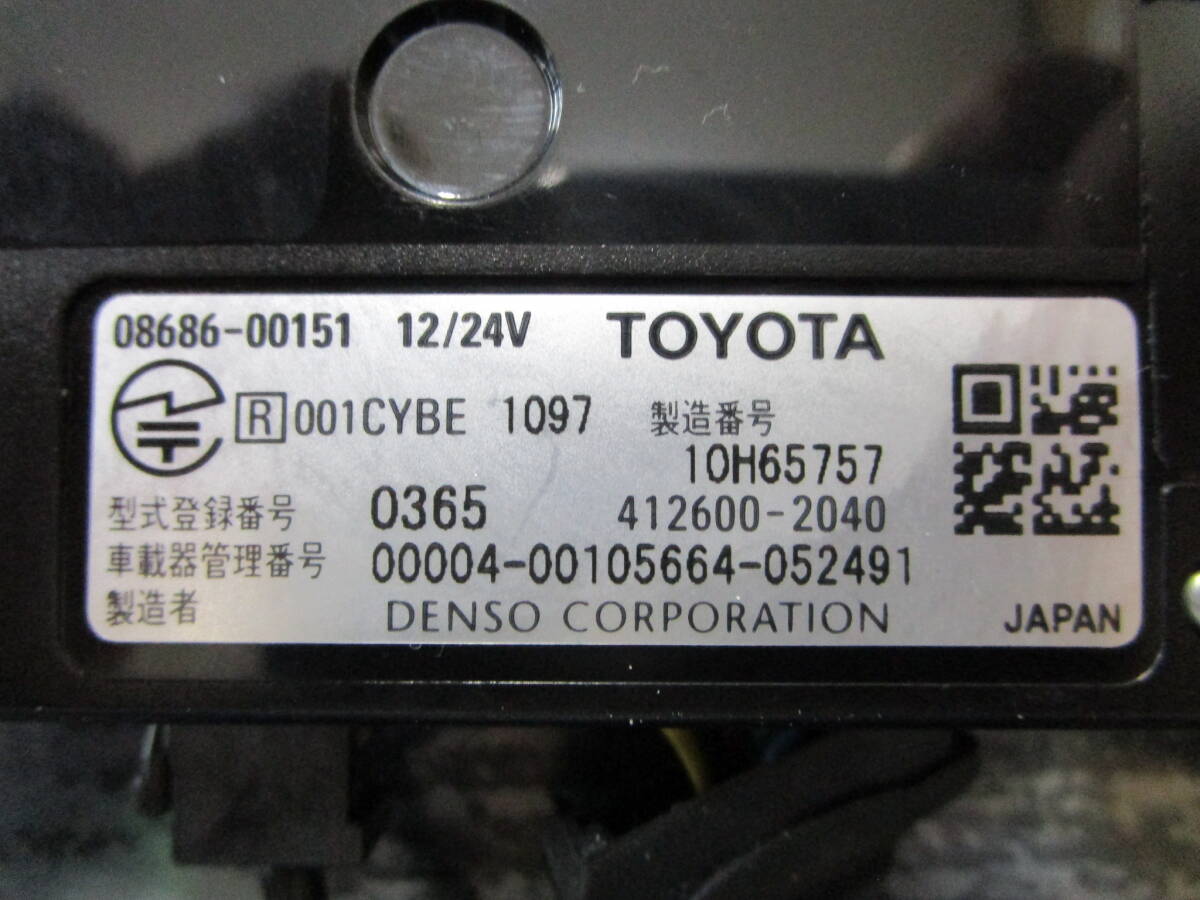 08686-00151 12/24V TOYOTA
R 001CYBE 1097 製造番号
10H65757
型式登録番号 0365 412600-2040
車載器管理番号 00004-00105664-052491
製造者 DENSO CORPORATION JAPAN